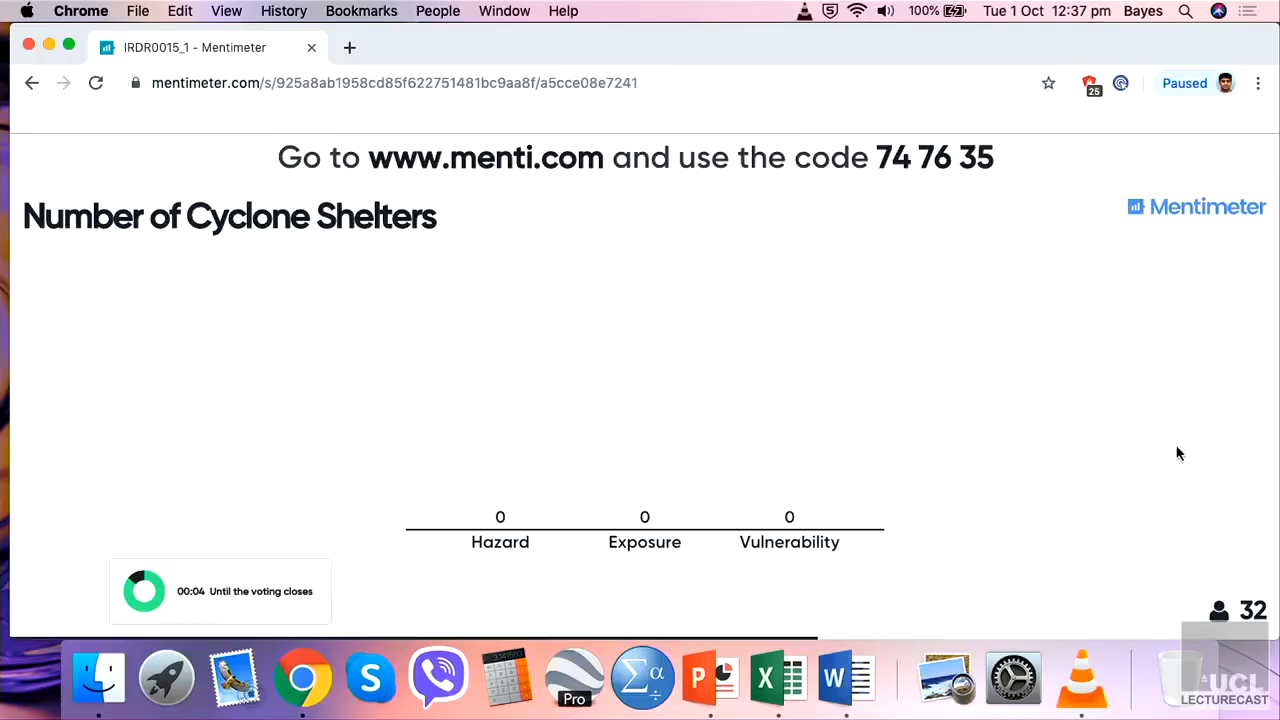 Chrome File Edit View History Bookmarks People Window Help 5 100% Tue 1 Oct 12:37 pm Bayes
IRDR0015_1 - Mentimeter
mentimeter.com/s/925a8ab1958cd85f622751481bc9aa8f/a5cce08e7241 25 Paused
Go to www.menti.com and use the code 74 76 35
Number of Cyclone Shelters
Mentimeter
0 0 0
Hazard Exposure Vulnerability
00:04 Until the voting closes
32
S Pro Σα P X W
UCL
LECTURECAST